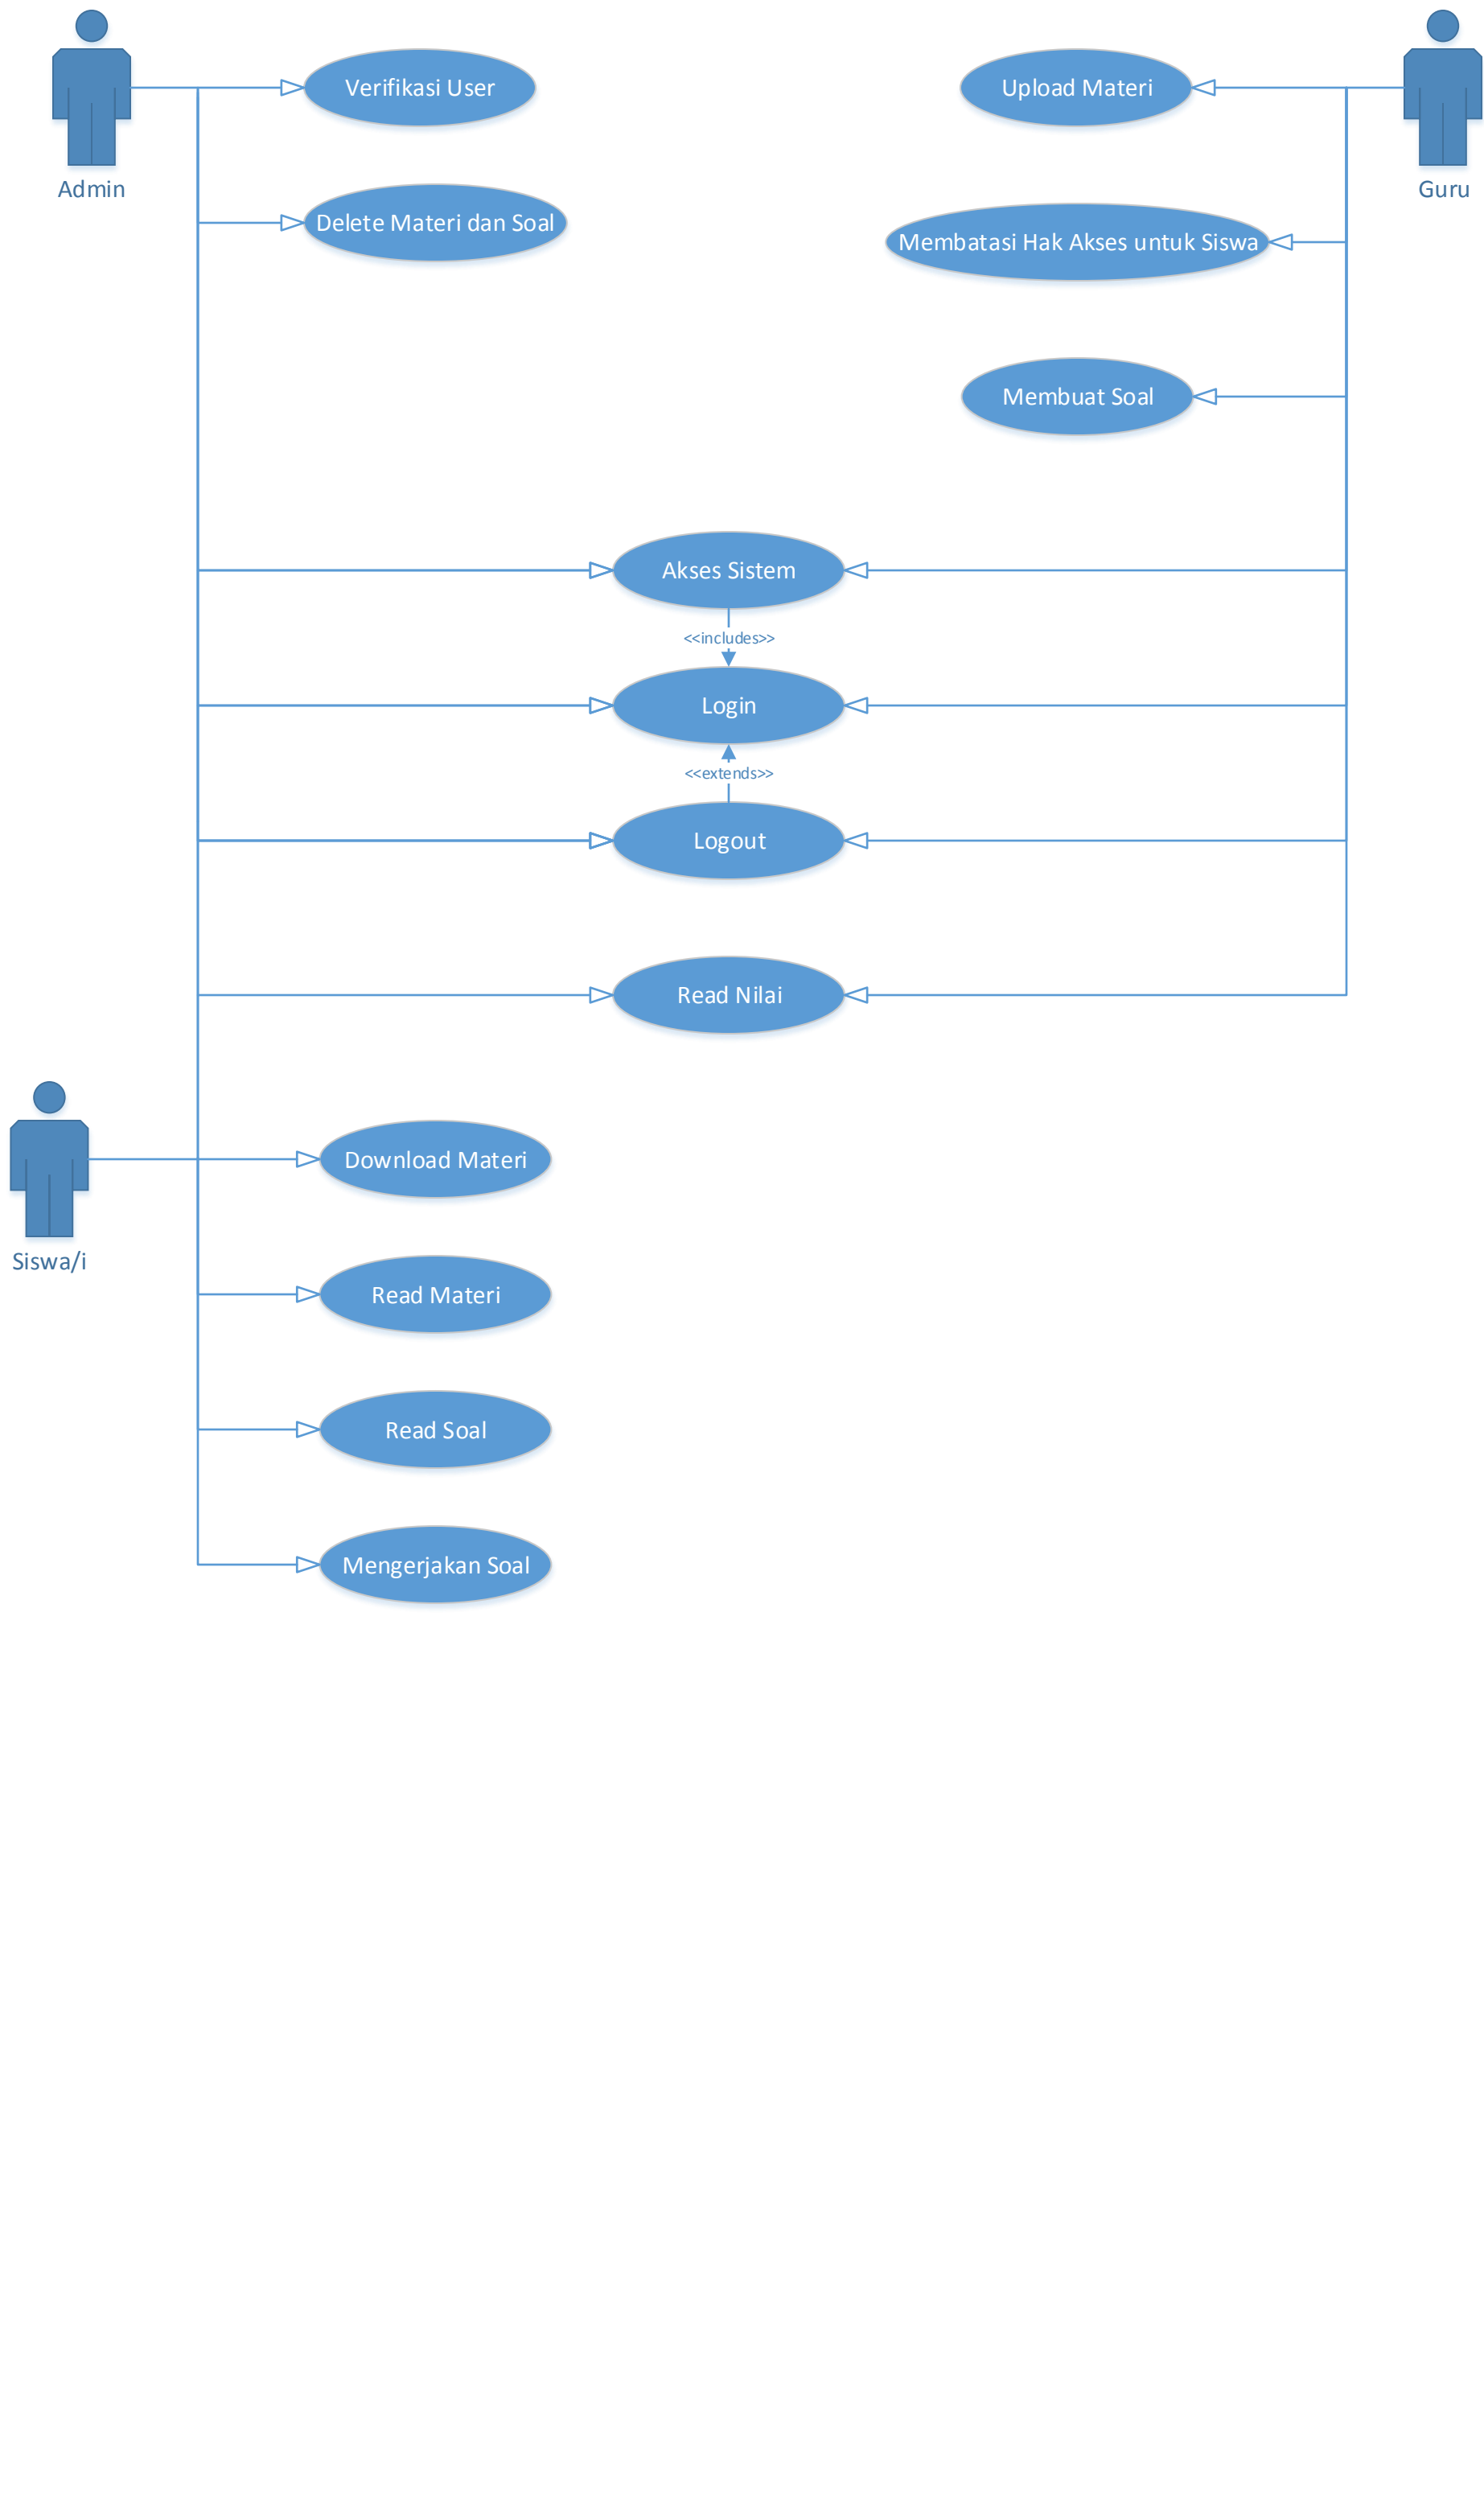 Verifikasi User
Upload Materi
Admin
Guru
Delete Materi dan Soal
Membatasi Hak Akses untuk Siswa
Membuat Soal
Akses Sistem
<<includes>>
Login
<<extends>>
Logout
Read Nilai
Download Materi
Siswa/i
Read Materi
Read Soal
Mengerjakan Soal